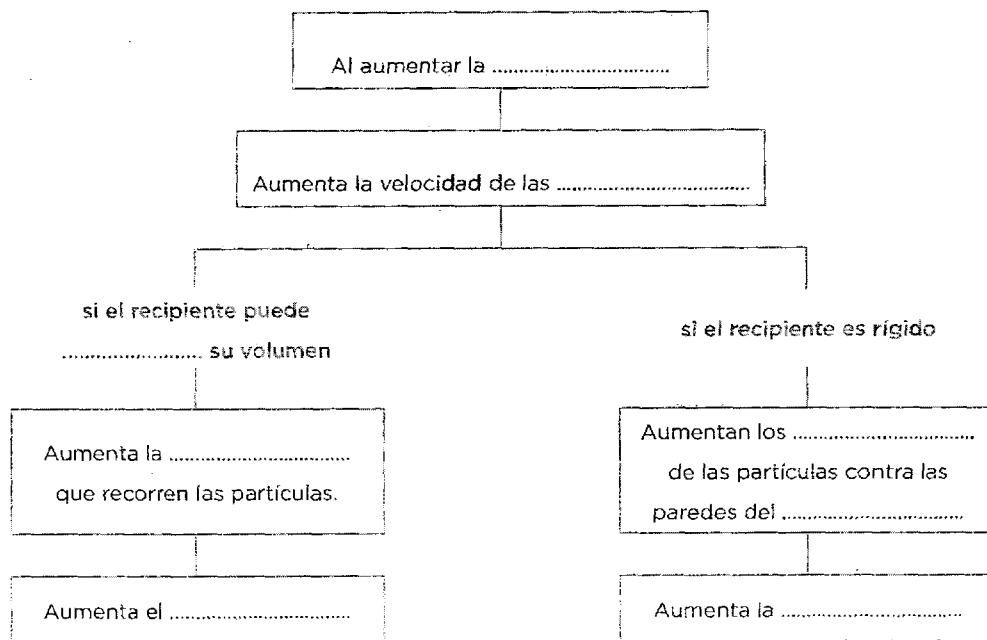 Al aumentar la ..............................
Aumenta la velocidad de las ................................
si el recipiente puede
........................ su volumen
si el recipiente es rígido
Aumenta la ..............................
que recorren las partículas.
Aumentan los ..............................
de las partículas contra las
paredes del ..............................
Aumenta el ..............................
Aumenta la ..............................